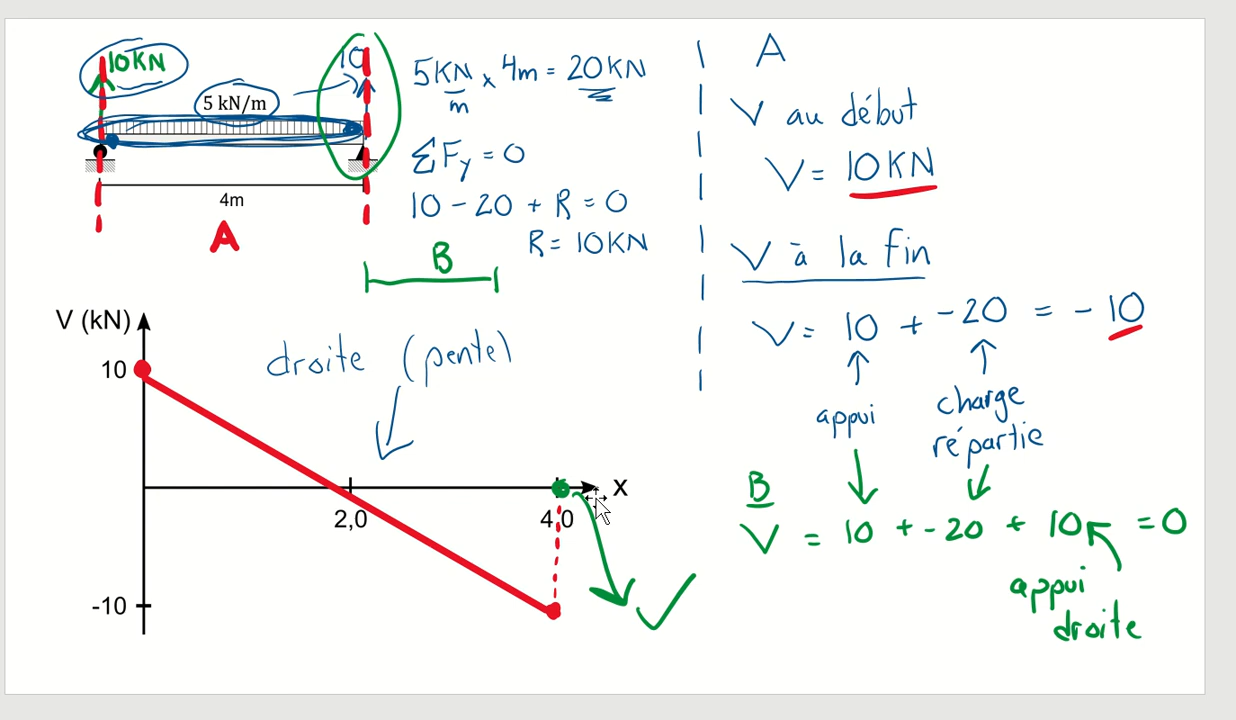 10KN
10
5 kN/m
4m
A
5KN/m x 4m = 20KN
ΣFy = 0
10 - 20 + R = 0
R = 10KN
B
A
V au début
V = 10KN
V à la fin
V = 10 + -20 = -10
appui
charge
répartie
B
V = 10 + -20 + 10 = 0
appui
droite
V (kN)
10
droite (pente)
x
2,0
4,0
-10